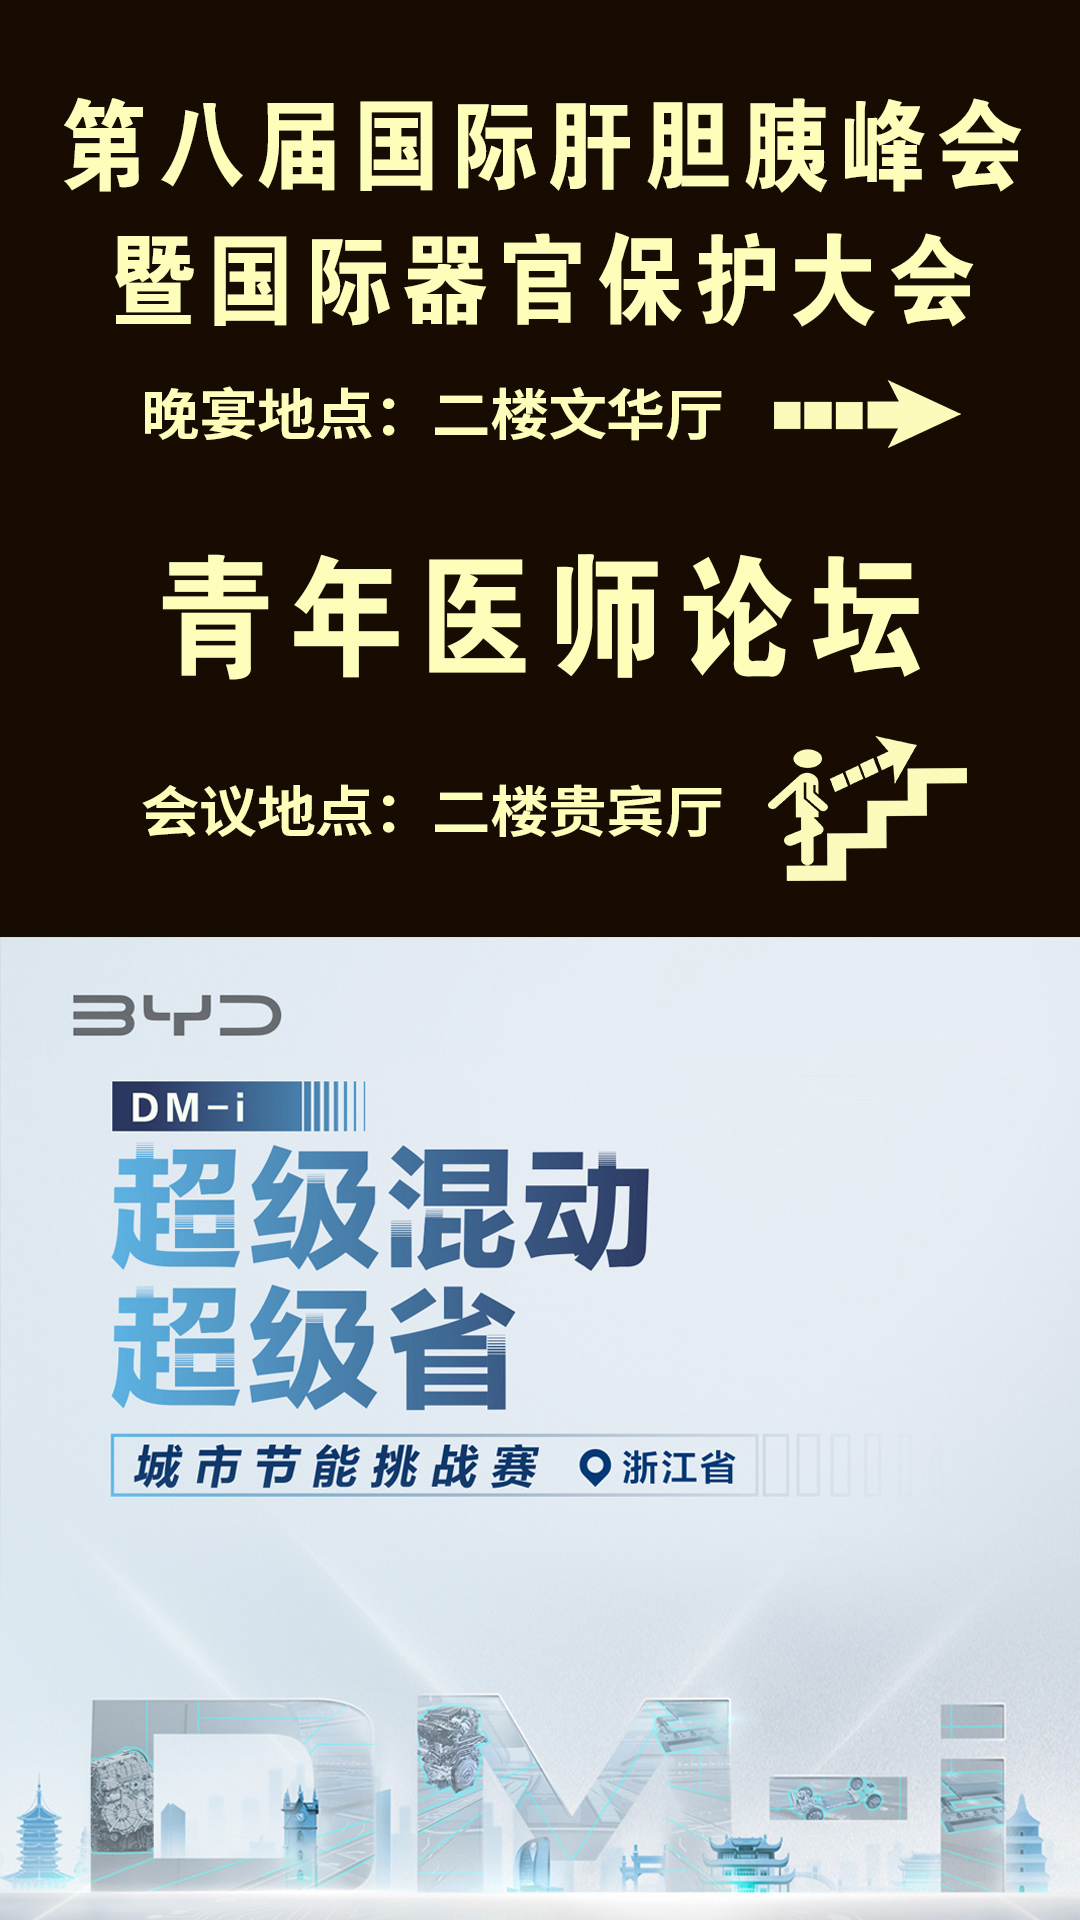 第八届国际肝胆胰峰会
暨国际器官保护大会
晚宴地点：二楼文华厅
青年医师论坛
会议地点：二楼贵宾厅
BYD
DM-i
超级混动
超级省
城市节能挑战赛 浙江省
DM-i